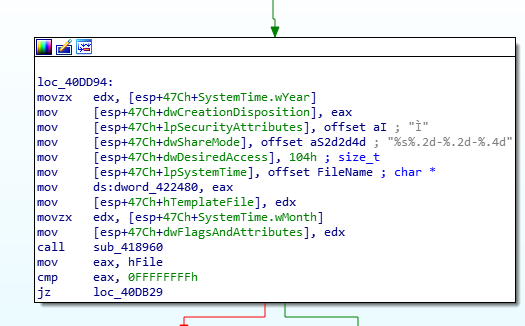 loc_40DD94:
movzx edx, [esp+47Ch+SystemTime.wYear]
mov [esp+47Ch+dwCreationDisposition], eax
mov [esp+47Ch+lpSecurityAttributes], offset aI ; "Ì"
mov [esp+47Ch+dwShareMode], offset aS2d2d4d ; "%s%.2d-%.2d-%.4d"
mov [esp+47Ch+dwDesiredAccess], 104h ; size_t
mov [esp+47Ch+lpSystemTime], offset FileName ; char *
mov ds:dword_422480, eax
mov [esp+47Ch+hTemplateFile], edx
movzx edx, [esp+47Ch+SystemTime.wMonth]
mov [esp+47Ch+dwFlagsAndAttributes], edx
call sub_418960
mov eax, hFile
cmp eax, 0FFFFFFFFh
jz loc_40DB29